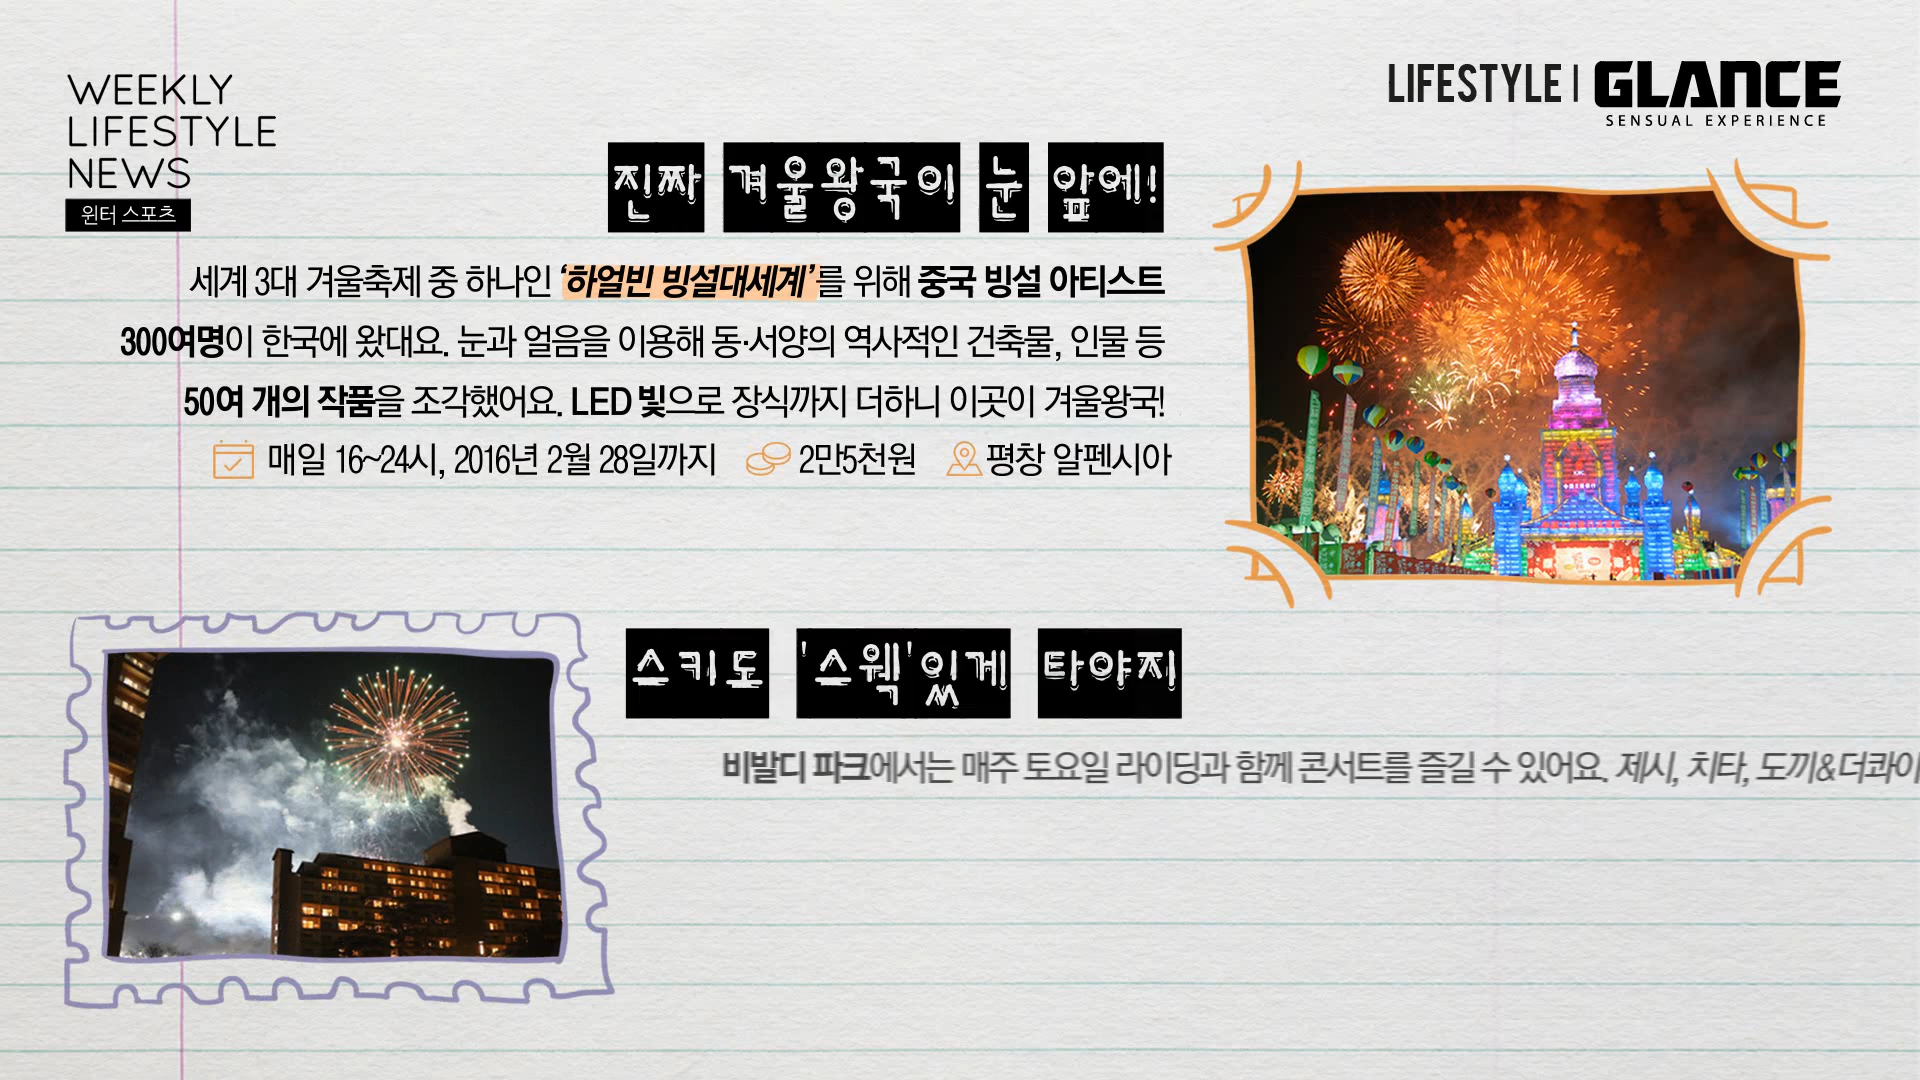 WEEKLY
LIFESTYLE
NEWS
윈터 스포츠
LIFESTYLE | GLANCE
SENSUAL EXPERIENCE
진짜 겨울왕국이 눈 앞에!
세계 3대 겨울축제 중 하나인 ‘하얼빈 빙설대세계’를 위해 중국 빙설 아티스트
300여명이 한국에 왔대요. 눈과 얼음을 이용해 동·서양의 역사적인 건축물, 인물 등
50여 개의 작품을 조각했어요. LED 빛으로 장식까지 더하니 이곳이 겨울왕국!
매일 16~24시, 2016년 2월 28일까지 2만5천원 평창 알펜시아
스키도 '스웩'있게 타야지
비발디 파크에서는 매주 토요일 라이딩과 함께 콘서트를 즐길 수 있어요. 제시, 치타, 도끼&더콰이